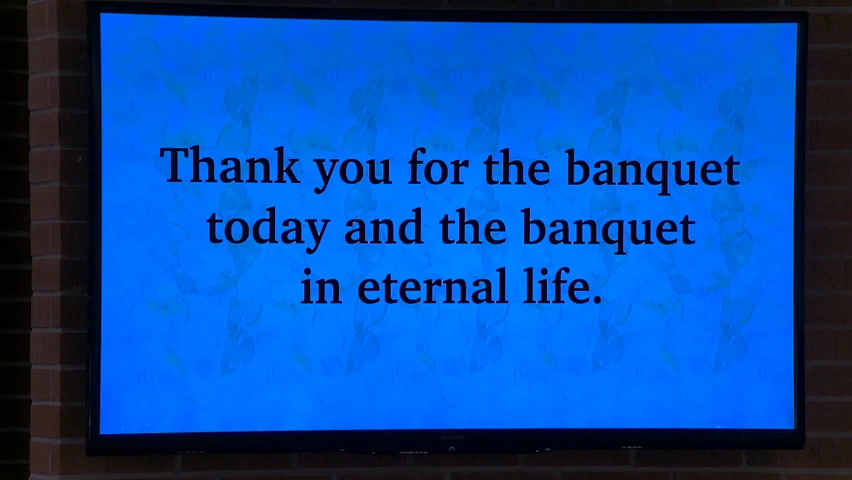 Thank you for the banquet
today and the banquet
in eternal life.